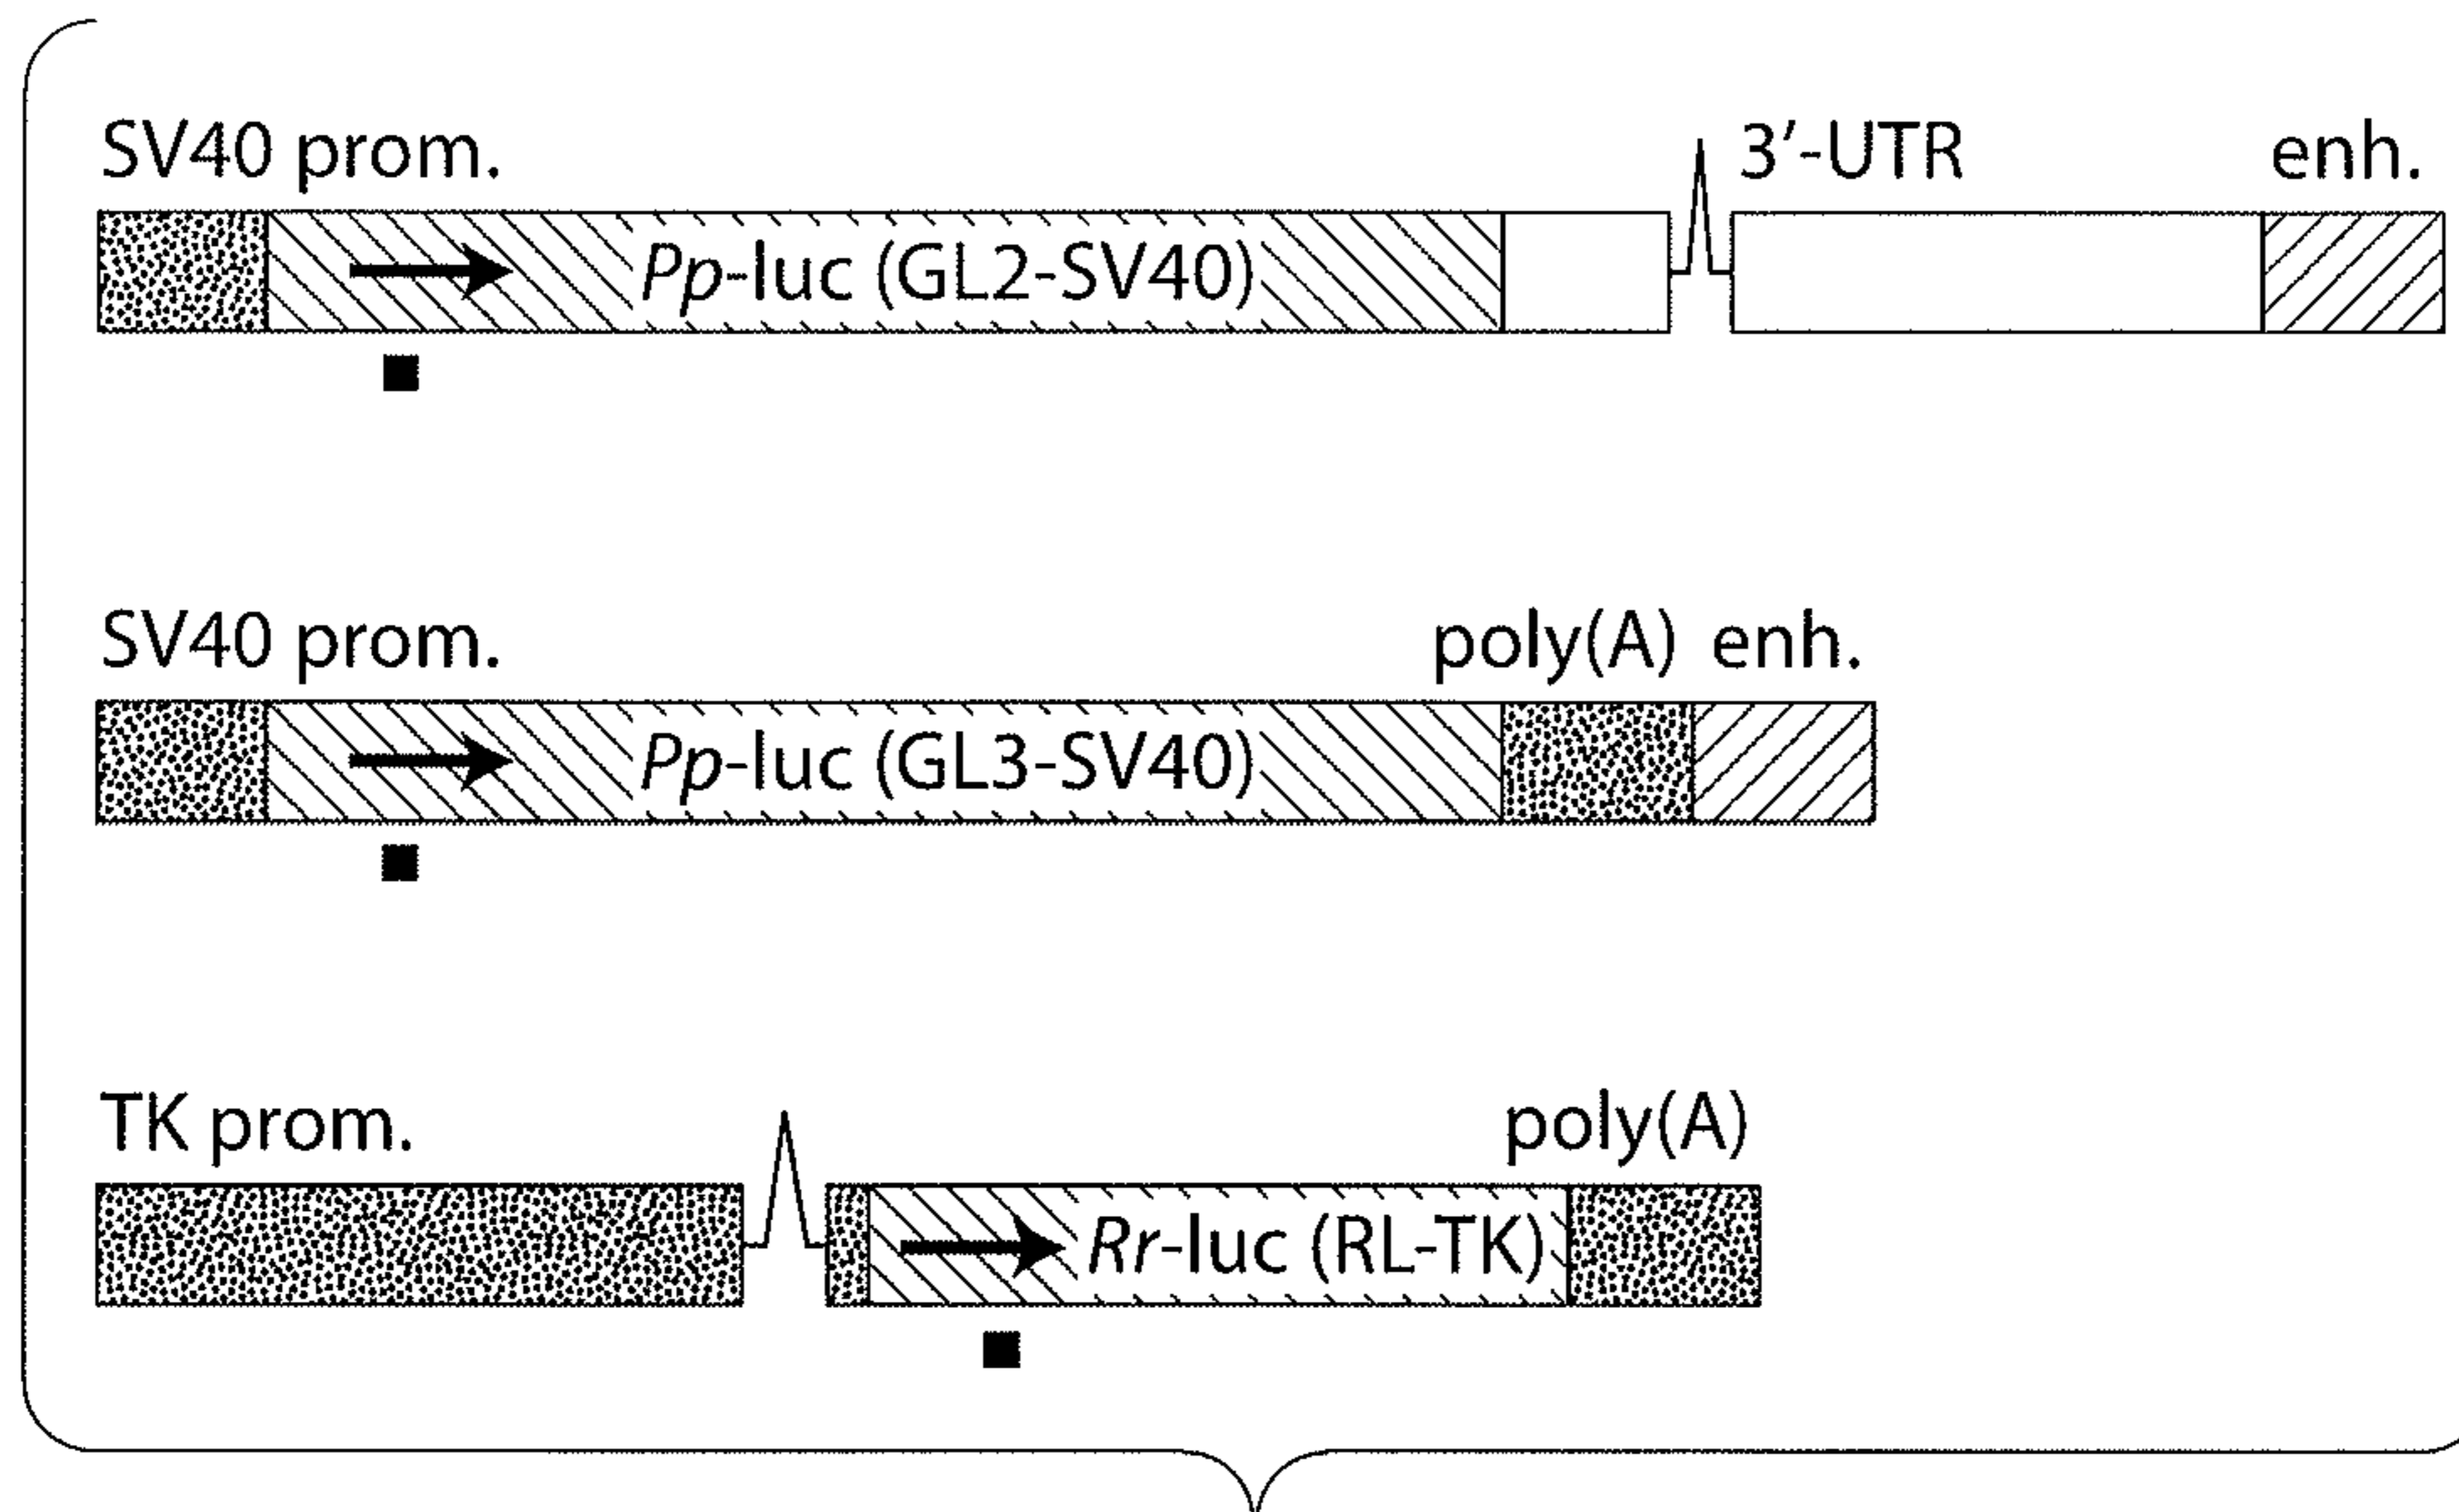 SV40 prom. 3′-UTR enh.
Pp-luc (GL2-SV40)
SV40 prom. poly(A) enh.
Pp-luc (GL3-SV40)
TK prom. poly(A)
Rr-luc (RL-TK)